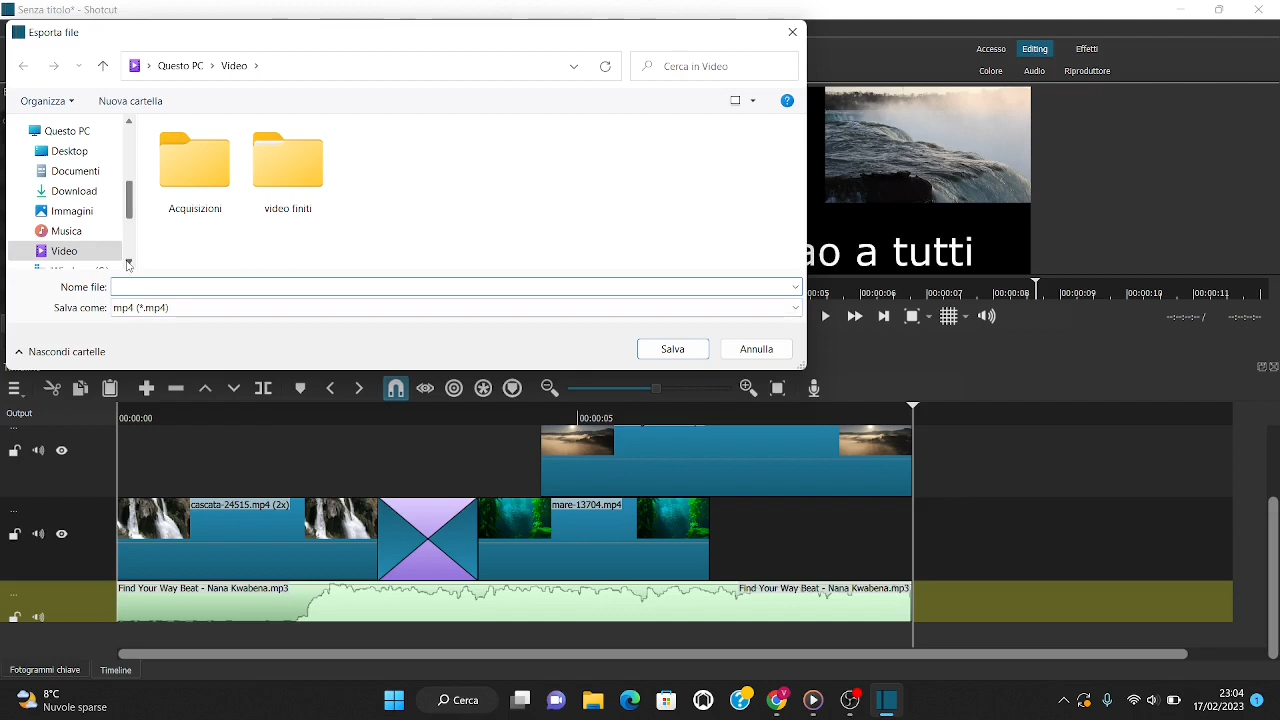 Senza titolo* - Shotcut
Esporta file
Questo PC > Video >
Cerca in Video
Organizza
Nuova cartella
Questo PC
Desktop
Documenti
Download
Immagini
Musica
Video
Acquisizioni
video finiti
Nome file:
Salva come: mp4 (*.mp4)
Nascondi cartelle
Salva
Annulla
Accesso
Editing
Effetti
Colore
Audio
Riproduttore
ao a tutti
00:00:06
00:00:07
00:00:08
00:00:09
00:00:10
00:00:11
--:--:--:-- /
--:--:--:--
Output
00:00:00
00:00:05
cascata-24515.mp4 (2x)
mare-13704.mp4
Find Your Way Beat - Nana Kwabena.mp3
Find Your Way Beat - Nana Kwabena.mp3
Fotogrammi chiave
Timeline
8°C
Nuvole sparse
Cerca
23:04
17/02/2023
1